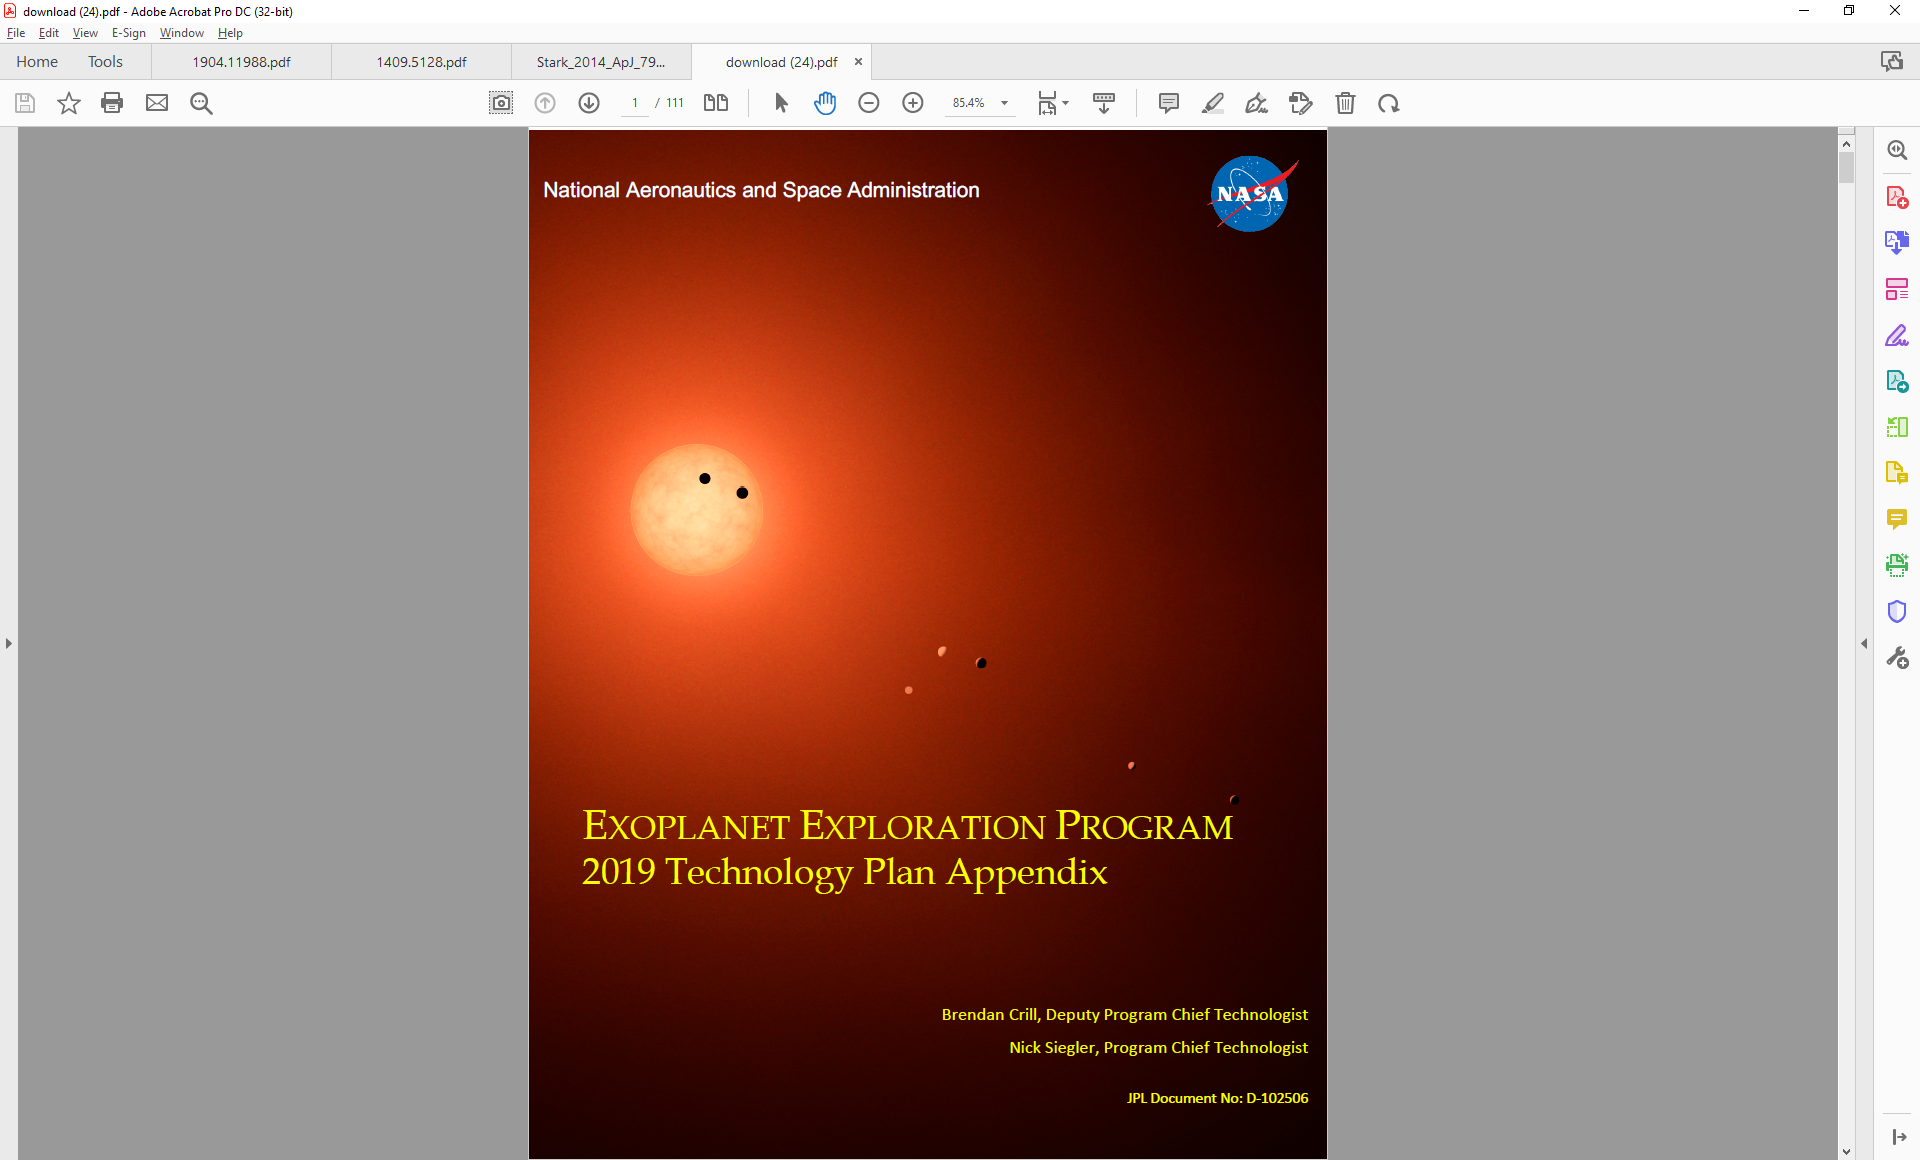 download (24).pdf - Adobe Acrobat Pro DC (32-bit)
File Edit View E-Sign Window Help
Home Tools 1904.11988.pdf 1409.5128.pdf Stark_2014_ApJ_79... download (24).pdf
1 / 111 85.4%
National Aeronautics and Space Administration
NASA
EXOPLANET EXPLORATION PROGRAM
2019 Technology Plan Appendix
Brendan Crill, Deputy Program Chief Technologist
Nick Siegler, Program Chief Technologist
JPL Document No: D-102506